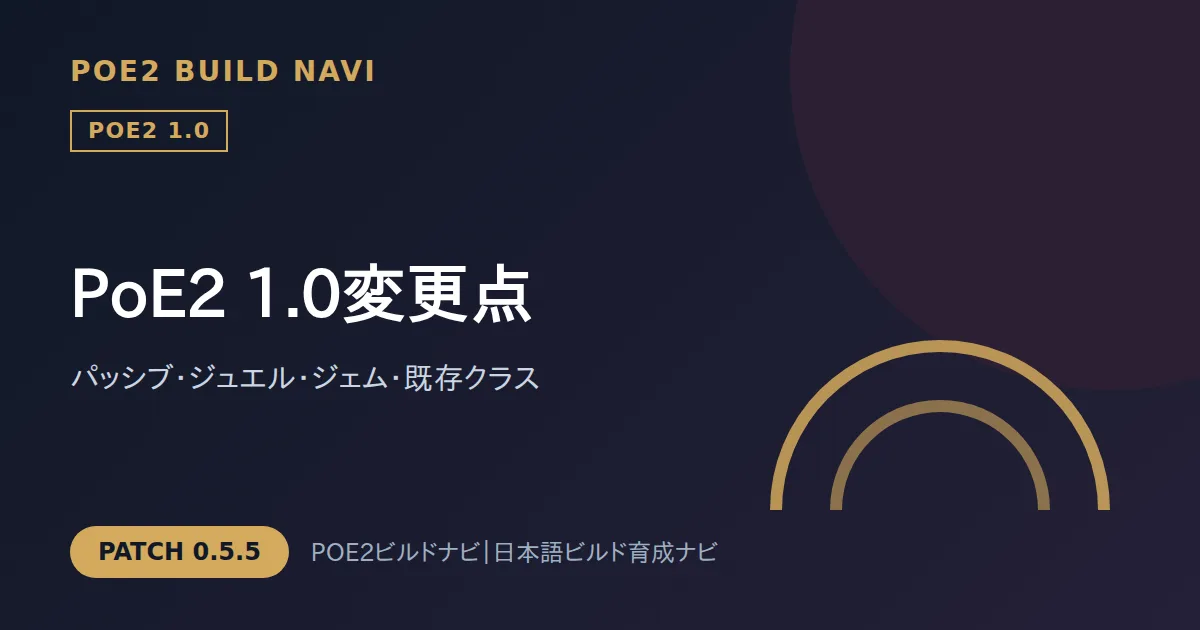 POE2 BUILD NAVI
POE2 1.0
PoE2 1.0変更点
パッシブ・ジュエル・ジェム・既存クラス
PATCH 0.5.5
POE2ビルドナビ|日本語ビルド育成ナビ